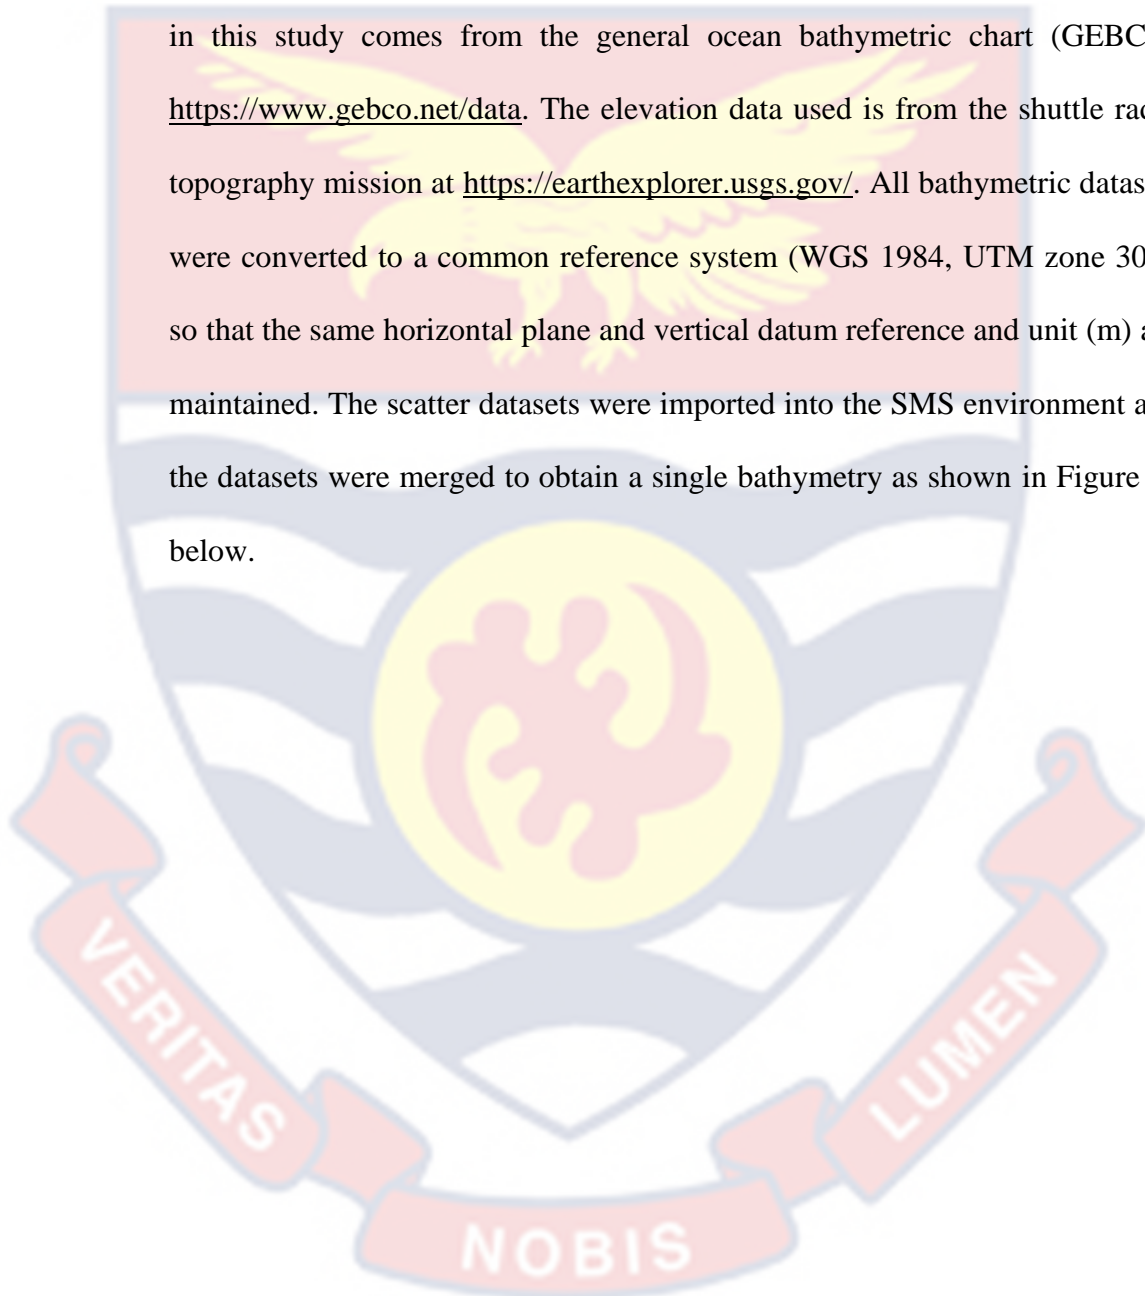 in this study comes from the general ocean bathymetric chart (GEBC
https://www.gebco.net/data. The elevation data used is from the shuttle
topography mission at https://earthexplorer.usgs.gov/. All bathymetric
were converted to a common reference system (WGS 1984, UTM zone 30
so that the same horizontal plane and vertical datum reference and unit (m)
maintained. The scatter datasets were imported into the SMS environment
the datasets were merged to obtain a single bathymetry as shown in Figure
below.
VERITAS
NOBIS
LUMEN